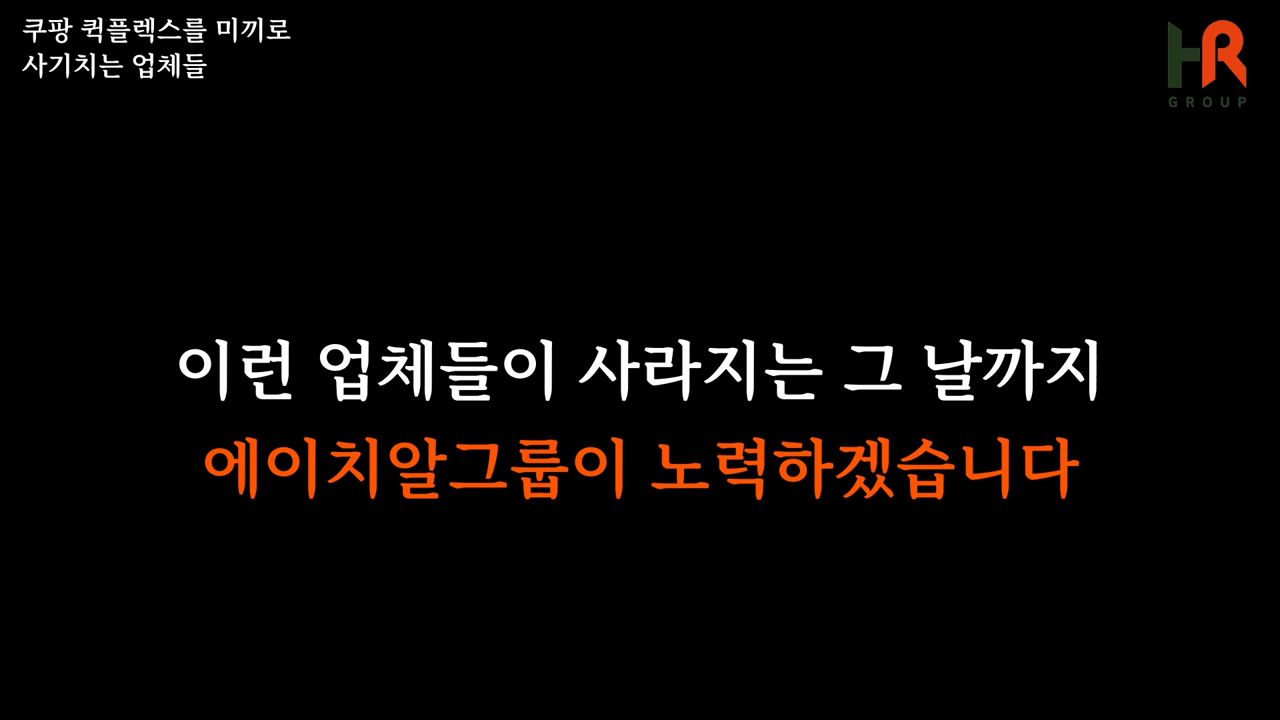 쿠팡 퀵플렉스를 미끼로
사기치는 업체들
HR
GROUP
이런 업체들이 사라지는 그 날까지
에이치알그룹이 노력하겠습니다